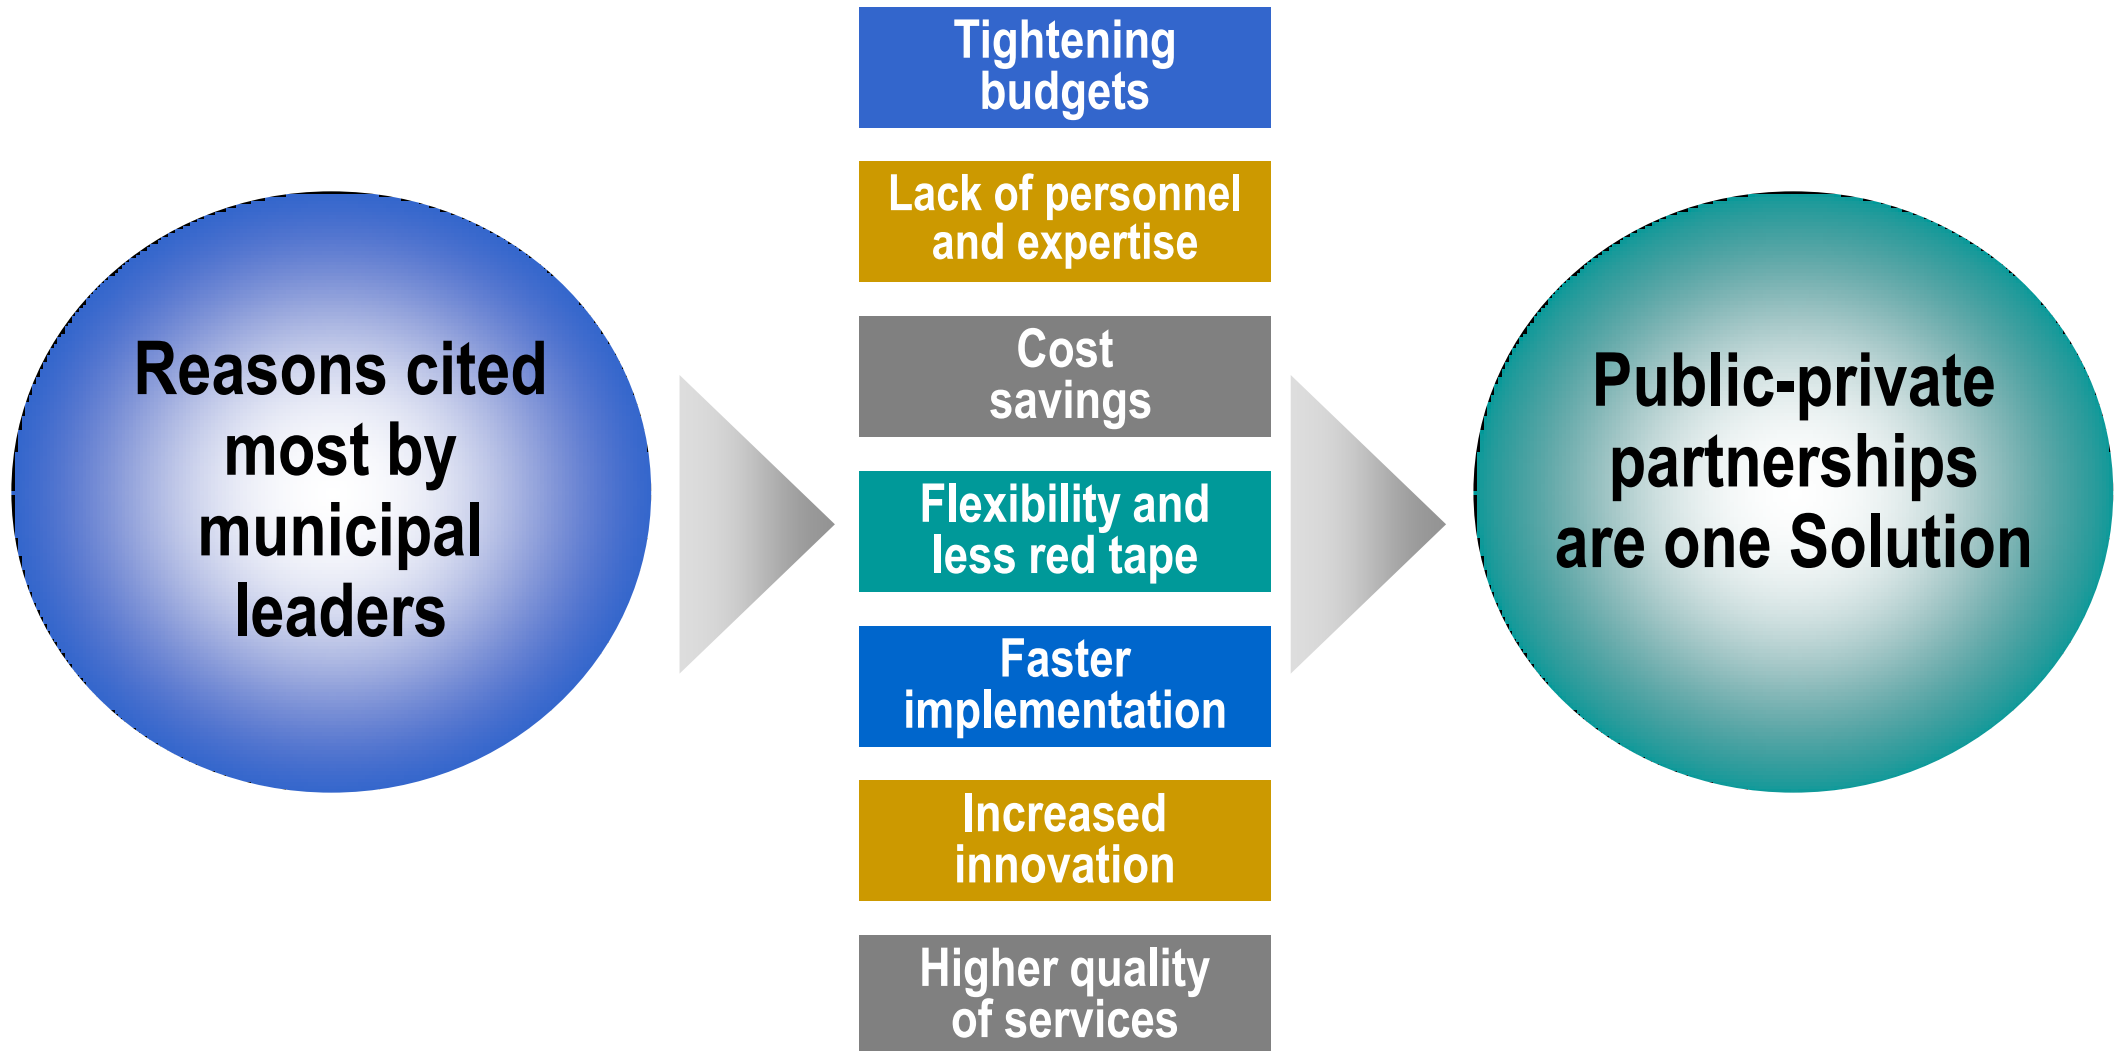 Reasons cited
most by
municipal
leaders
Tightening
budgets
Lack of personnel
and expertise
Cost
savings
Flexibility and
less red tape
Faster
implementation
Increased
innovation
Higher quality
of services
Public-private
partnerships
are one Solution